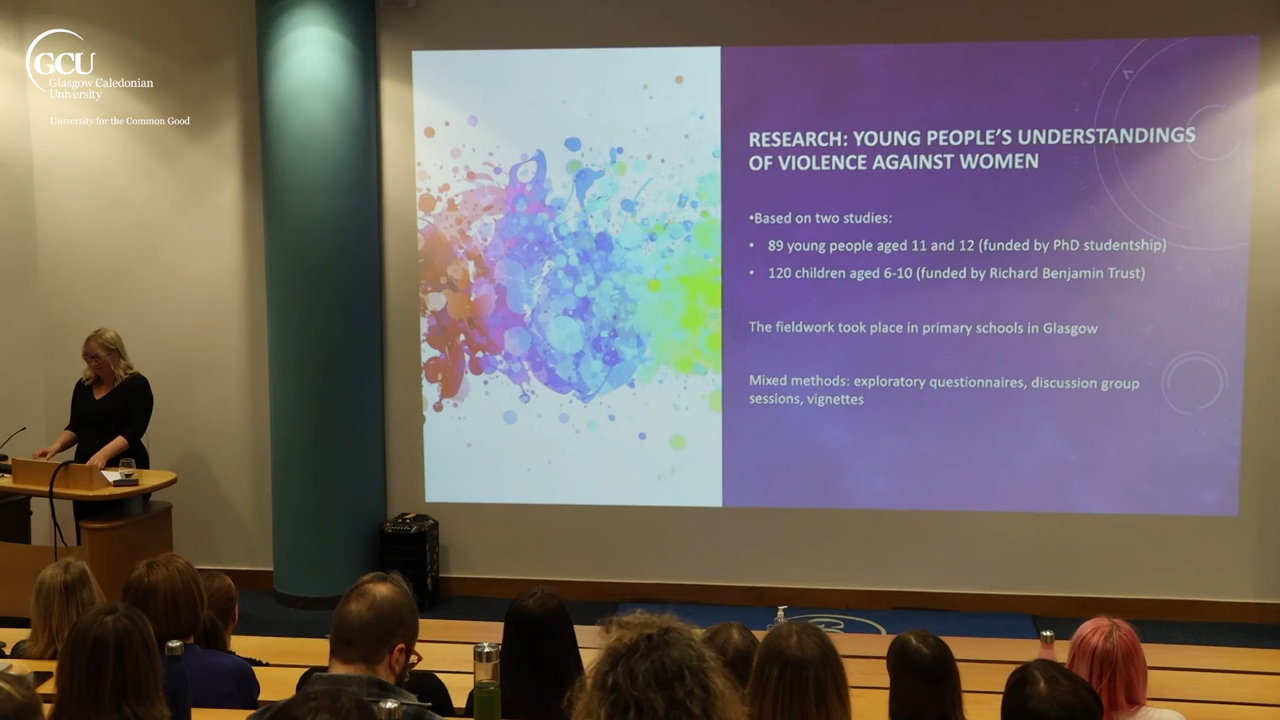 GCU
Glasgow Caledonian
University
University for the Common Good
RESEARCH: YOUNG PEOPLE'S UNDERSTANDINGS
OF VIOLENCE AGAINST WOMEN
•Based on two studies:
• 89 young people aged 11 and 12 (funded by PhD studentship)
• 120 children aged 6-10 (funded by Richard Benjamin Trust)
The fieldwork took place in primary schools in Glasgow
Mixed methods: exploratory questionnaires, discussion group
sessions, vignettes